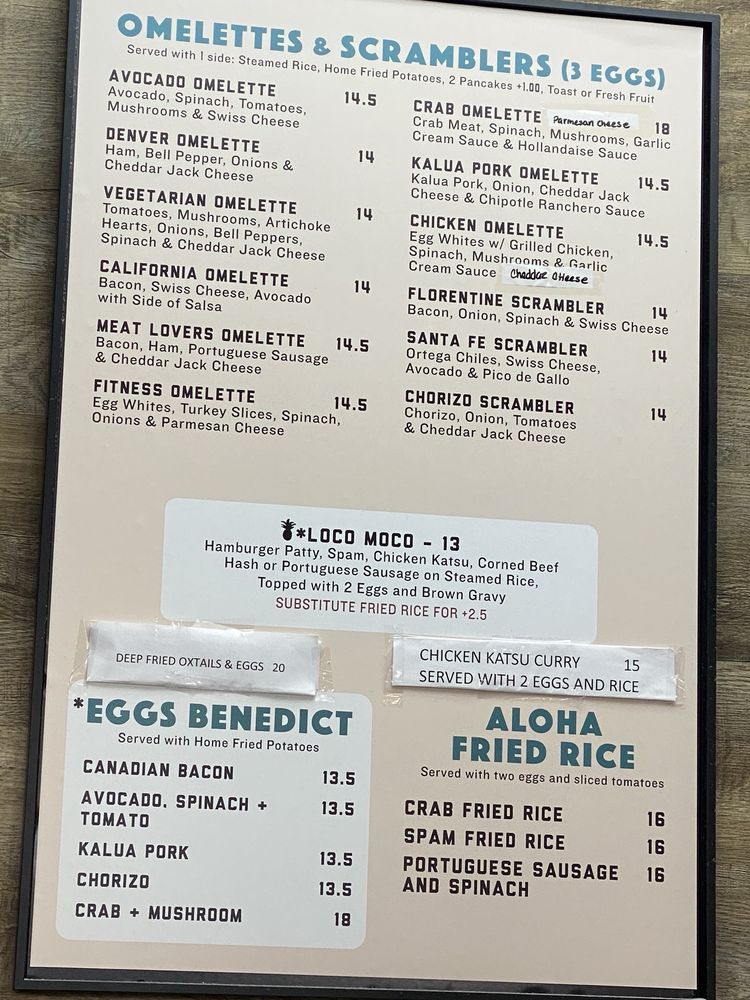 OMELETTES & SCRAMBLERS (3 EGGS)
Served with 1 side: Steamed Rice, Home Fried Potatoes, 2 Pancakes +1.00, Toast or Fresh Fruit
AVOCADO OMELETTE 14.5
Avocado, Spinach, Tomatoes,
Mushrooms & Swiss Cheese
DENVER OMELETTE 14
Ham, Bell Pepper, Onions &
Cheddar Jack Cheese
VEGETARIAN OMELETTE 14
Tomatoes, Mushrooms, Artichoke
Hearts, Onions, Bell Peppers,
Spinach & Cheddar Jack Cheese
CALIFORNIA OMELETTE 14
Bacon, Swiss Cheese, Avocado
with Side of Salsa
MEAT LOVERS OMELETTE 14.5
Bacon, Ham, Portuguese Sausage
& Cheddar Jack Cheese
FITNESS OMELETTE 14.5
Egg Whites, Turkey Slices, Spinach,
Onions & Parmesan Cheese
CRAB OMELETTE Parmesan Cheese 18
Crab Meat, Spinach, Mushrooms, Garlic
Cream Sauce & Hollandaise Sauce
KALUA PORK OMELETTE 14.5
Kalua Pork, Onion, Cheddar Jack
Cheese & Chipotle Ranchero Sauce
CHICKEN OMELETTE 14.5
Egg Whites w/ Grilled Chicken,
Spinach, Mushrooms & Garlic
Cream Sauce Cheddar Cheese
FLORENTINE SCRAMBLER 14
Bacon, Onion, Spinach & Swiss Cheese
SANTA FE SCRAMBLER 14
Ortega Chiles, Swiss Cheese,
Avocado & Pico de Gallo
CHORIZO SCRAMBLER 14
Chorizo, Onion, Tomatoes
& Cheddar Jack Cheese
*LOCO MOCO - 13
Hamburger Patty, Spam, Chicken Katsu, Corned Beef
Hash or Portuguese Sausage on Steamed Rice,
Topped with 2 Eggs and Brown Gravy
SUBSTITUTE FRIED RICE FOR +2.5
DEEP FRIED OXTAILS & EGGS 20
CHICKEN KATSU CURRY 15
SERVED WITH 2 EGGS AND RICE
*EGGS BENEDICT
Served with Home Fried Potatoes
CANADIAN BACON 13.5
AVOCADO, SPINACH + 13.5
TOMATO
KALUA PORK 13.5
CHORIZO 13.5
CRAB + MUSHROOM 18
ALOHA
FRIED RICE
Served with two eggs and sliced tomatoes
CRAB FRIED RICE 16
SPAM FRIED RICE 16
PORTUGUESE SAUSAGE 16
AND SPINACH